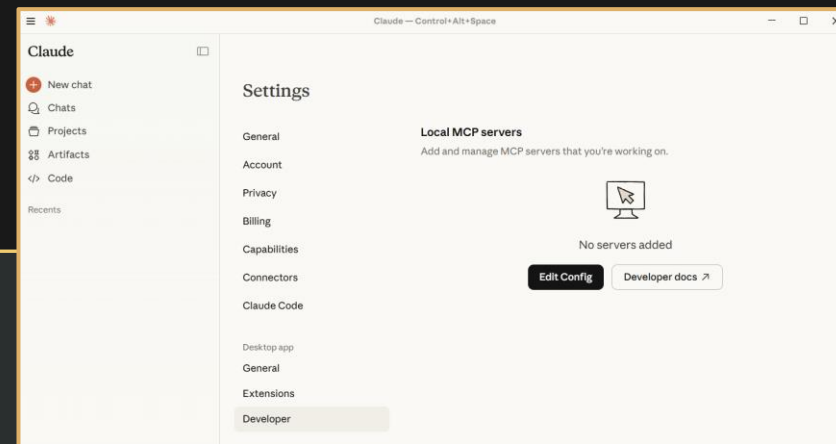 Claude — Control+Alt+Space
Claude
New chat
Chats
Projects
Artifacts
Code
Recents
Settings
General
Account
Privacy
Billing
Capabilities
Connectors
Claude Code
Desktop app
General
Extensions
Developer
Local MCP servers
Add and manage MCP servers that you're working on.
No servers added
Edit Config
Developer docs